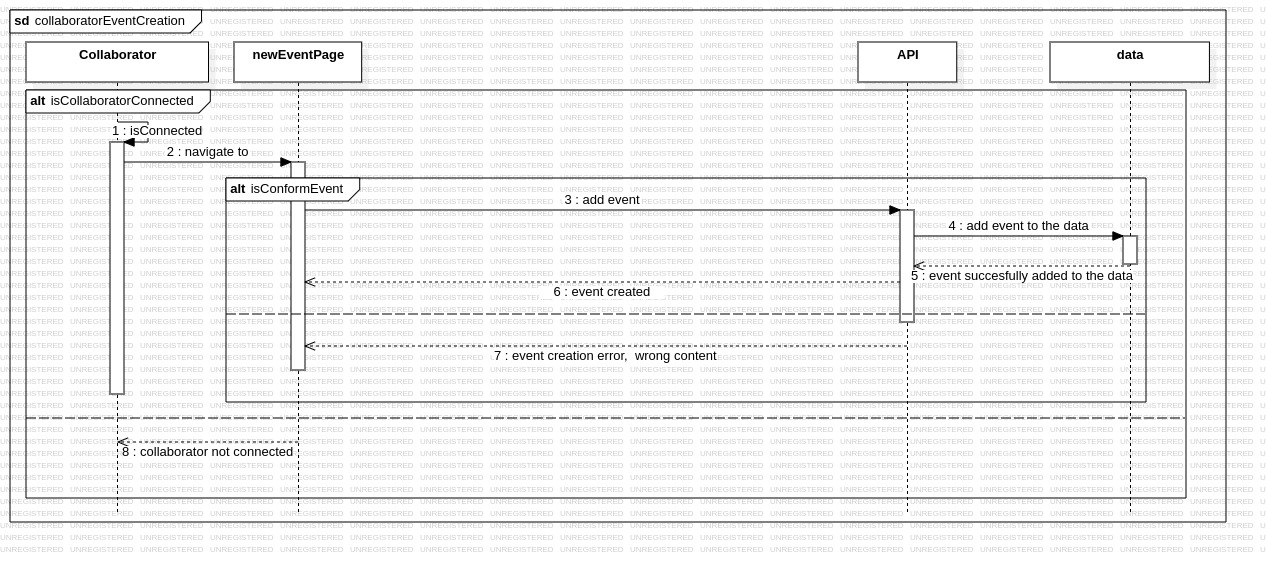 sd collaboratorEventCreation
Collaborator
newEventPage
API
data
alt isCollaboratorConnected
1 : isConnected
2 : navigate to
alt isConformEvent
3 : add event
4 : add event to the data
5 : event succesfully added to the data
6 : event created
7 : event creation error,  wrong content
8 : collaborator not connected
UNREGISTERED